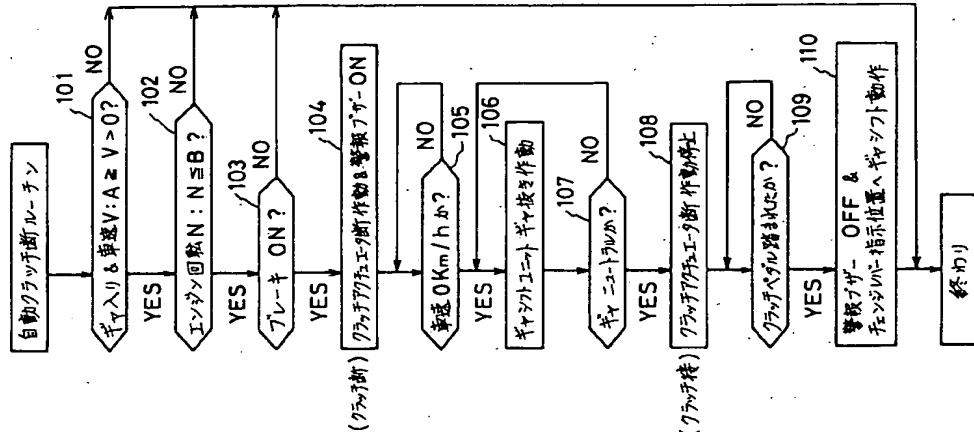 自動クラッチ断ルーチン
101
ギヤ入り & 車速V:A≧V>0?
NO
YES
102
エンジン回転N:N≦B?
NO
YES
103
ブレーキON?
NO
YES
104
(クラッチ断)
クラッチアクチュエータ断作動&警報ブザーON
車速0Km/hか?
NO
105
YES
106
ギヤシフトユニットギヤ抜き作動
107
ギヤニュートラルか?
NO
YES
108
(クラッチ接)
クラッチアクチュエータ断作動停止
クラッチペダル踏まれたか?
NO
109
YES
110
警報ブザー OFF &
チェンジレバー指示位置へギヤシフト動作
終わり